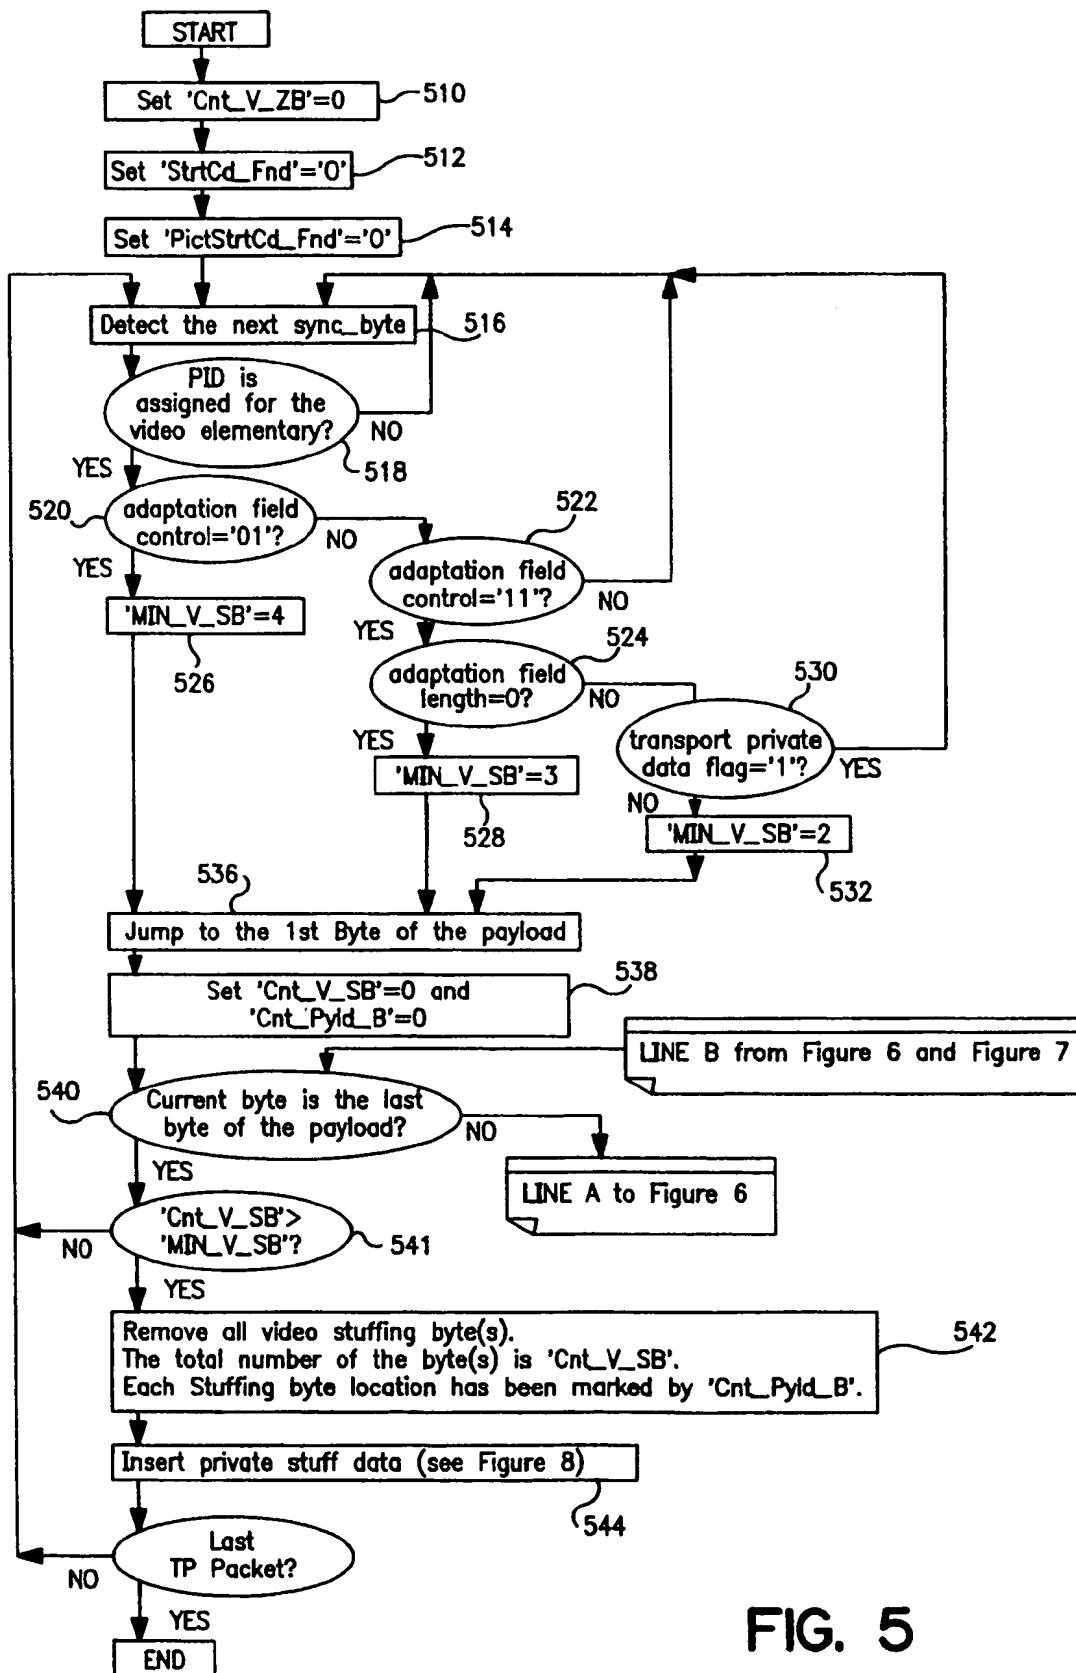 START
Set 'Cnt_V_ZB'=0
510
Set 'StrtCd_Fnd'='0'
512
Set 'PictStrtCd_Fnd'='0'
514
Detect the next sync_byte
516
PID is
assigned for the
video elementary?
NO
518
YES
520
adaptation field
control='01'?
NO
522
adaptation field
control='11'?
NO
YES
'MIN_V_SB'=4
526
YES
524
adaptation field
length=0?
NO
530
transport private
data flag='1'?
YES
YES
'MIN_V_SB'=3
528
NO
'MIN_V_SB'=2
532
536
Jump to the 1st Byte of the payload
Set 'Cnt_V_SB'=0 and
'Cnt_Pyld_B'=0
538
LINE B from Figure 6 and Figure 7
540
Current byte is the last
byte of the payload?
NO
YES
LINE A to Figure 6
'Cnt_V_SB'>
'MIN_V_SB'?
541
NO
YES
Remove all video stuffing byte(s).
The total number of the byte(s) is 'Cnt_V_SB'.
Each Stuffing byte location has been marked by 'Cnt_Pyld_B'.
542
Insert private stuff data (see Figure 8)
544
Last
TP Packet?
NO
YES
END
FIG. 5